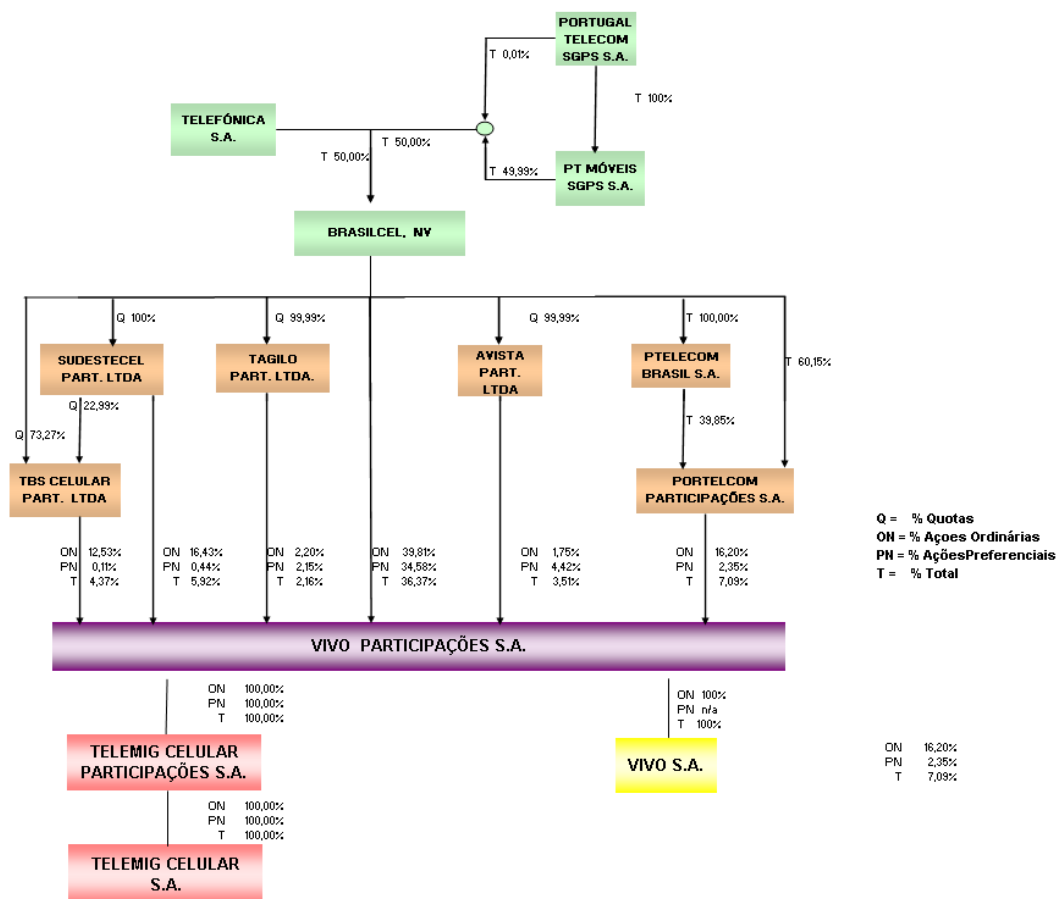 PORTUGAL
TELECOM
SGPS S.A.
T 0,01%
T 100%
TELEFÓNICA
S.A.
T 50,00%
T 50,00%
T 49,99%
PT MÓVEIS
SGPS S.A.
BRASILCEL, NV
Q 100%
Q 99,99%
Q 99,99%
T 100,00%
T 60,15%
SUDESTECEL
PART. LTDA
TAGILO
PART. LTDA.
AVISTA
PART.
LTDA
PTELECOM
BRASIL S.A.
Q 22,99%
Q 73,27%
T 39,85%
TBS CELULAR
PART. LTDA
PORTELCOM
PARTICIPAÇÕES S.A.
Q = % Quotas
ON = % Açoes Ordinárias
PN = % AçõesPreferenciais
T = % Total
ON 12,53%
PN 0,11%
T 4,37%
ON 16,43%
PN 0,44%
T 5,92%
ON 2,20%
PN 2,15%
T 2,16%
ON 39,81%
PN 34,58%
T 36,37%
ON 1,75%
PN 4,42%
T 3,51%
ON 16,20%
PN 2,35%
T 7,09%
VIVO PARTICIPAÇÕES S.A.
ON 100,00%
PN 100,00%
T 100,00%
ON 100%
PN n/a
T 100%
TELEMIG CELULAR
PARTICIPAÇÕES S.A.
VIVO S.A.
ON 16,20%
PN 2,35%
T 7,09%
ON 100,00%
PN 100,00%
T 100,00%
TELEMIG CELULAR
S.A.